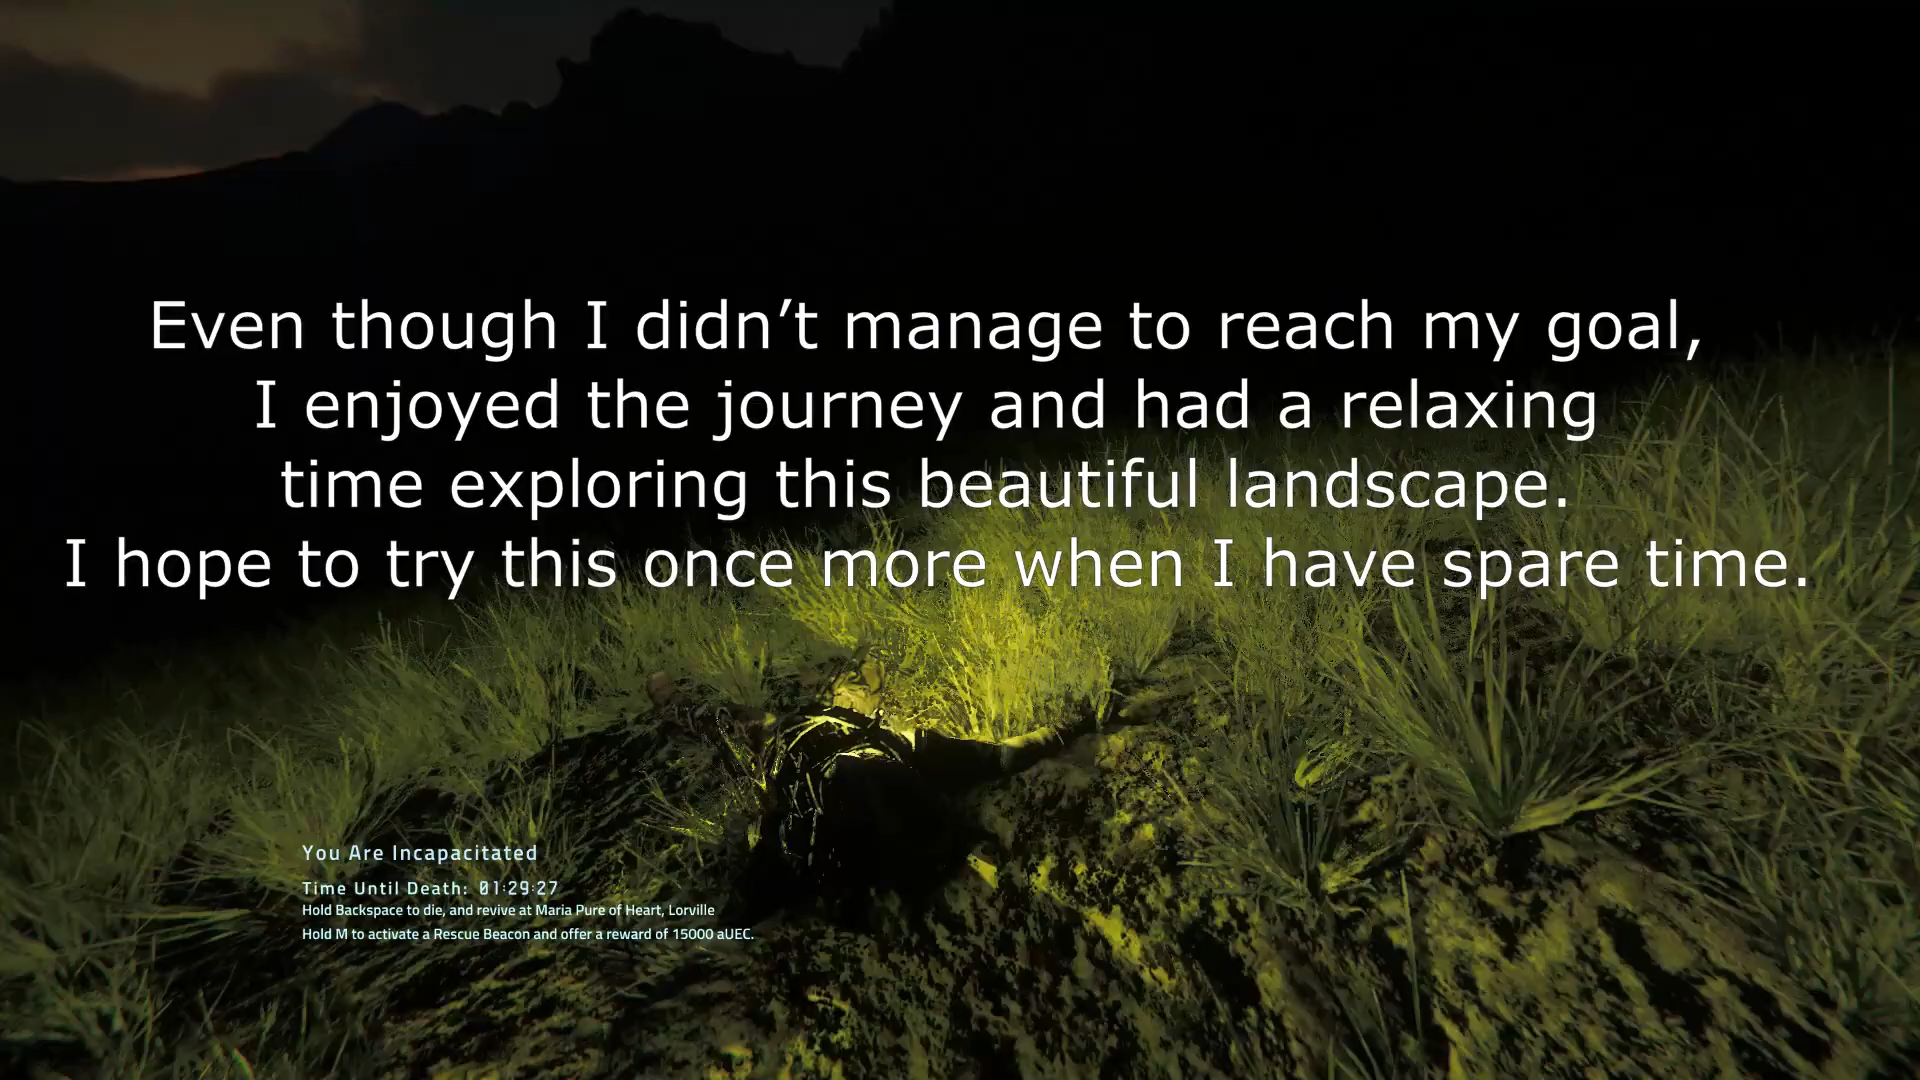 Even though I didn’t manage to reach my goal,
I enjoyed the journey and had a relaxing
time exploring this beautiful landscape.
I hope to try this once more when I have spare time.
You Are Incapacitated
Time Until Death: 01:29:27
Hold Backspace to die, and revive at Maria Pure of Heart, Lorville
Hold M to activate a Rescue Beacon and offer a reward of 15000 aUEC.